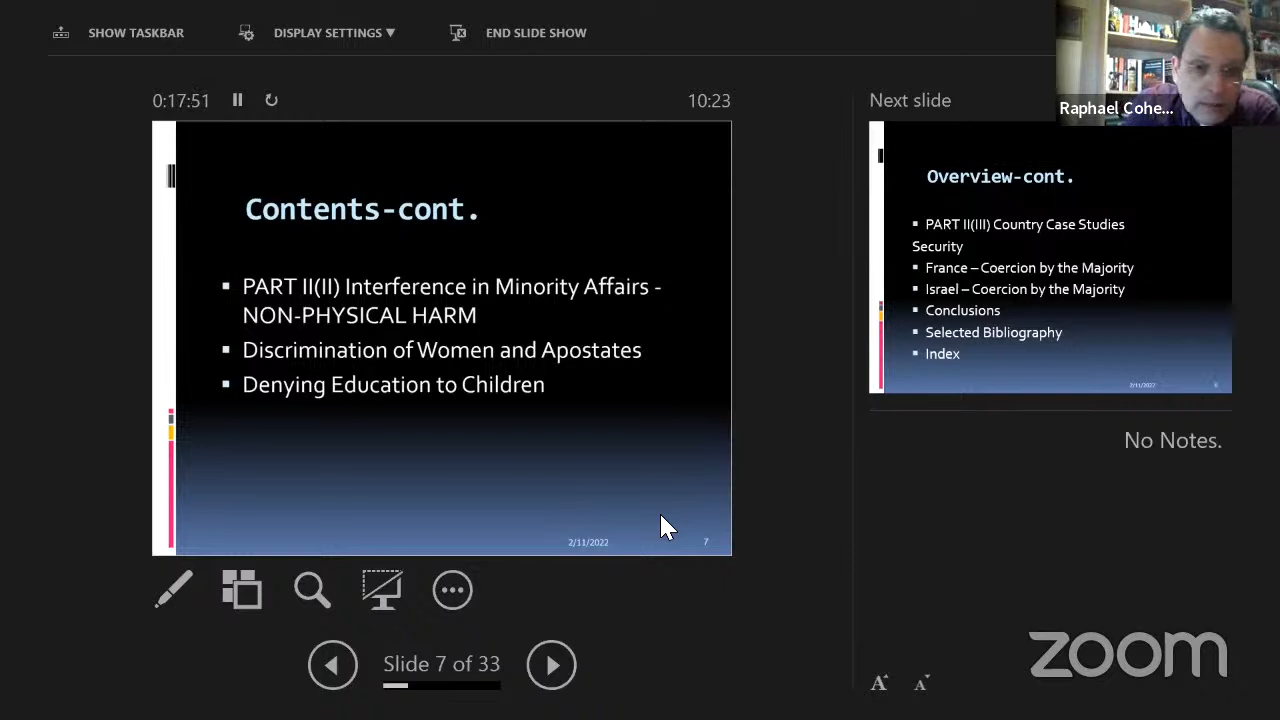 SHOW TASKBAR
DISPLAY SETTINGS ▼
END SLIDE SHOW
Raphael Cohe...
0:17:51
10:23
Next slide
Contents-cont.
▪ PART II(II) Interference in Minority Affairs -
NON-PHYSICAL HARM
▪ Discrimination of Women and Apostates
▪ Denying Education to Children
2/11/2022
7
Overview-cont.
▪ PART II(III) Country Case Studies
Security
▪ France – Coercion by the Majority
▪ Israel – Coercion by the Majority
▪ Conclusions
▪ Selected Bibliography
▪ Index
2/11/2022
No Notes.
Slide 7 of 33
A A
zoom